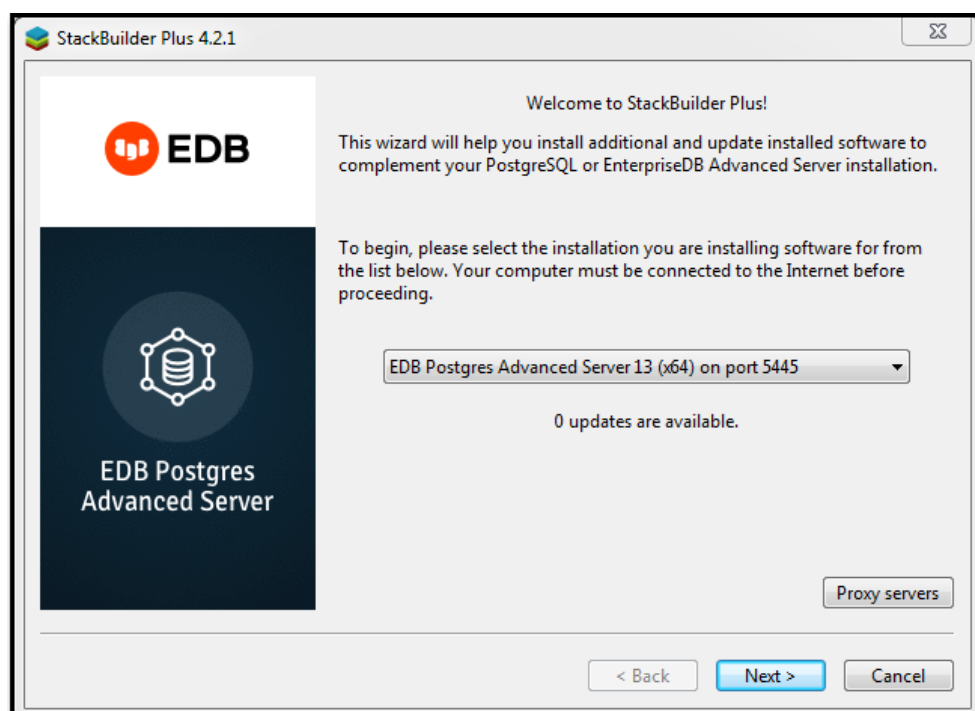 StackBuilder Plus 4.2.1
EDB
Welcome to StackBuilder Plus!
This wizard will help you install additional and update installed software to
complement your PostgreSQL or EnterpriseDB Advanced Server installation.
To begin, please select the installation you are installing software for from
the list below. Your computer must be connected to the Internet before
proceeding.
EDB Postgres Advanced Server 13 (x64) on port 5445
0 updates are available.
EDB Postgres
Advanced Server
Proxy servers
< Back
Next >
Cancel